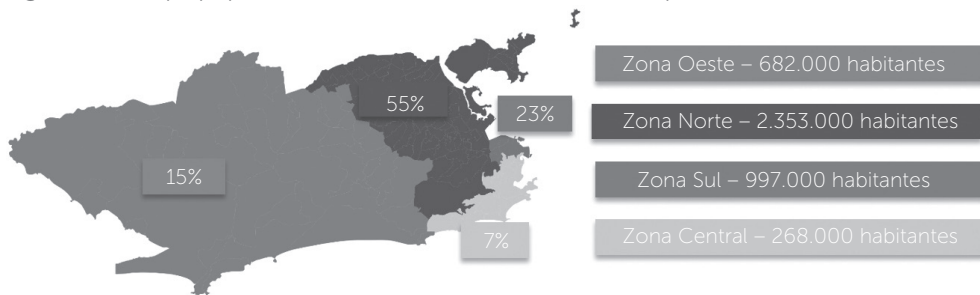 55%
23%
15%
7%
Zona Oeste – 682.000 habitantes
Zona Norte – 2.353.000 habitantes
Zona Sul – 997.000 habitantes
Zona Central – 268.000 habitantes